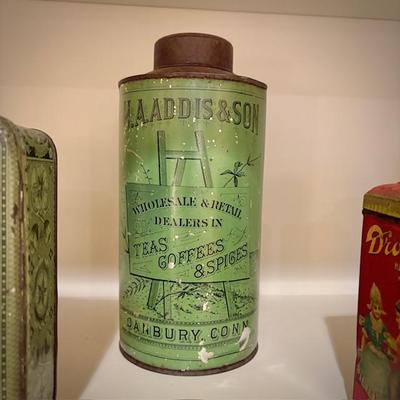 A. ADDIS & SON
WHOLESALE & RETAIL
DEALERS IN
TEAS
COFFEES
& SPICES
DANBURY, CONN.